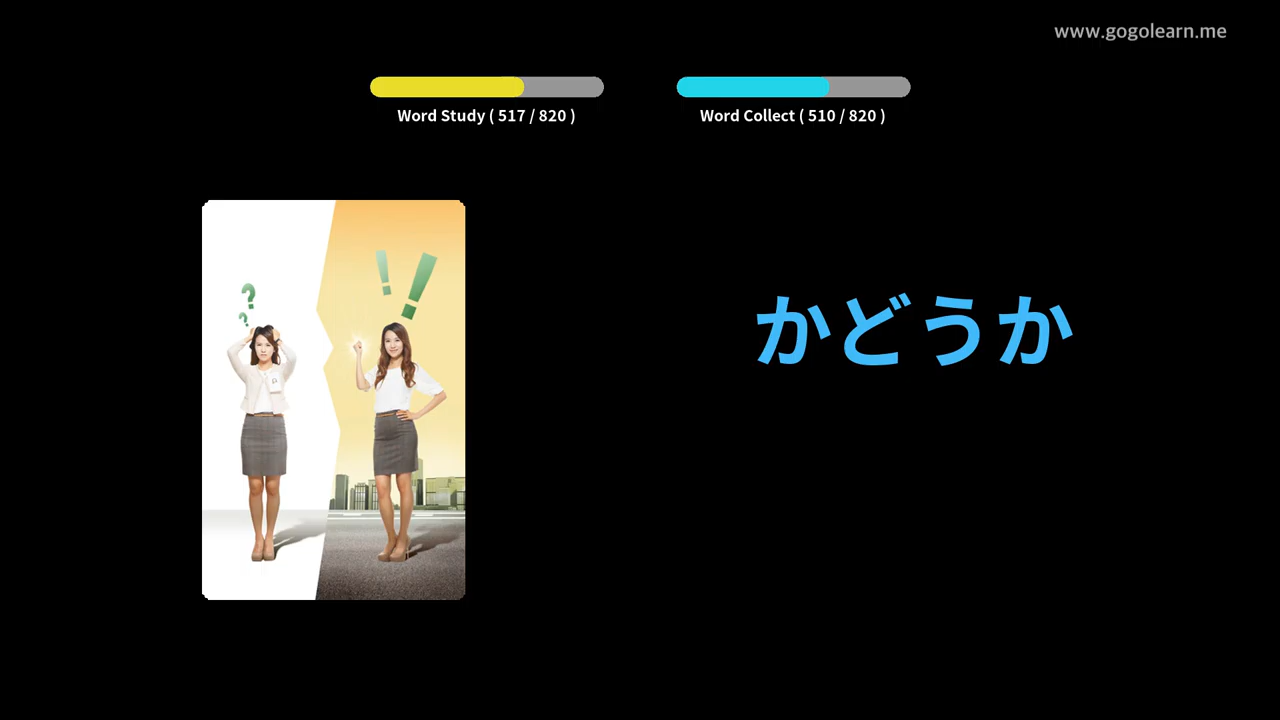 www.gogolearn.me
Word Study ( 517 / 820 )
Word Collect ( 510 / 820 )
? ?
! !
かどうか